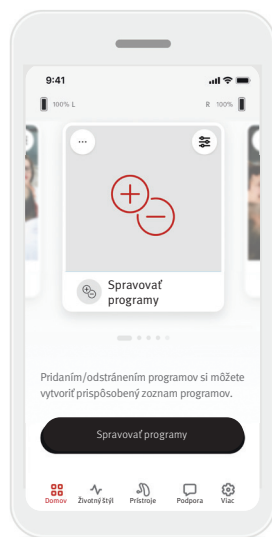 9:41
100% L
R 100%
...
Spravovať
programy
Pridaním/odstránením programov si môžete
vytvoriť prispôsobený zoznam programov.
Spravovať programy
Domov Životný štýl Prístroje Podpora Viac